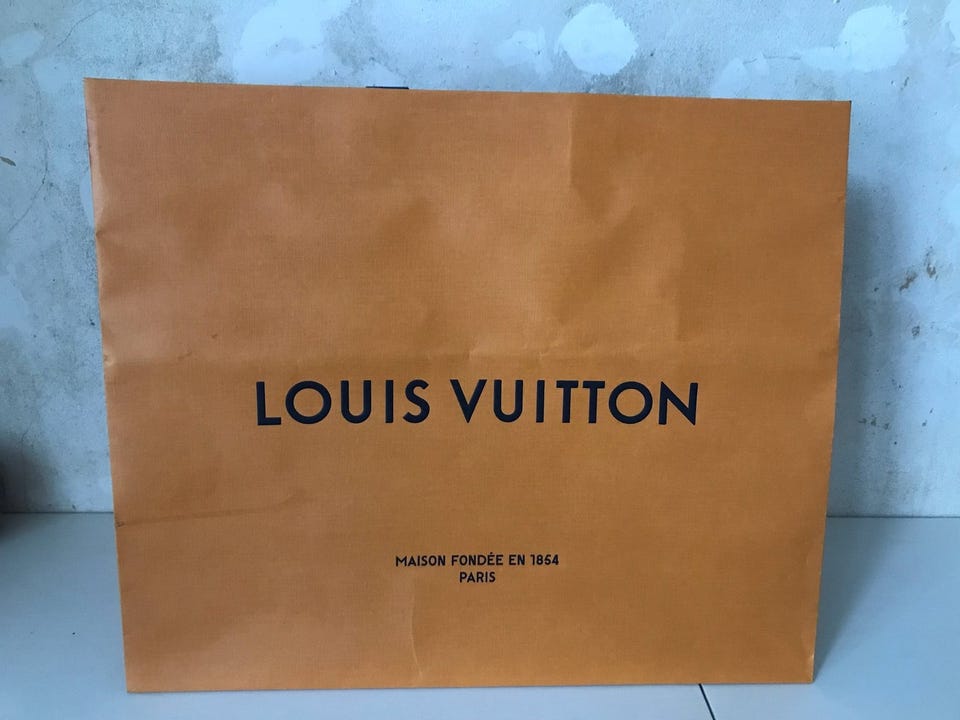 LOUIS VUITTON
MAISON FONDÉE EN 1854
PARIS